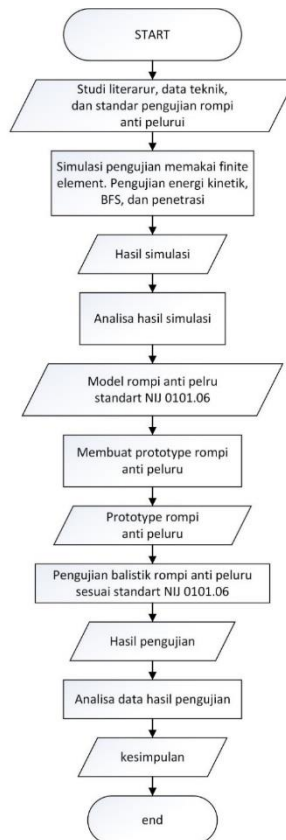 START
Studi literarur, data teknik,
dan standar pengujian rompi
anti pelurui
Simulasi pengujian memakai finite
element. Pengujian energi kinetik,
BFS, dan penetrasi
Hasil simulasi
Analisa hasil simulasi
Model rompi anti pelru
standart NIJ 0101.06
Membuat prototype rompi
anti peluru
Prototype rompi
anti peluru
Pengujian balistik rompi anti peluru
sesuai standart NIJ 0101.06
Hasil pengujian
Analisa data hasil pengujian
kesimpulan
end